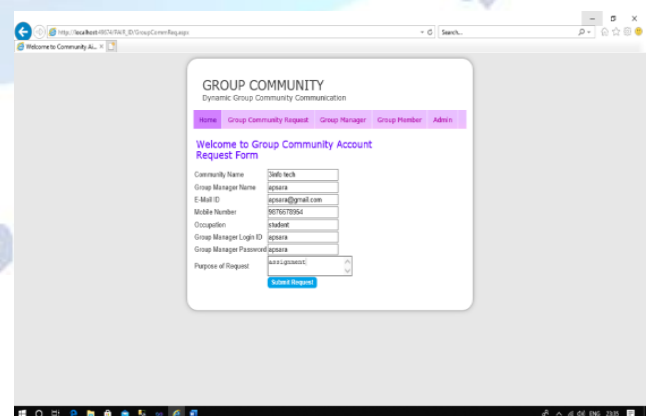 Search...
Welcome to Community Ai...
GROUP COMMUNITY
Dynamic Group Community Communication
Home Group Community Request Group Manager Group Member Admin
Welcome to Group Community Account
Request Form
Community Name
Group Manager Name apsara
E-Mail ID apsara@gmail.com
Mobile Number 9876678954
Occupation student
Group Manager Login ID apsara
Group Manager Password apsara
Purpose of Request assignment
Submit Request
ENG